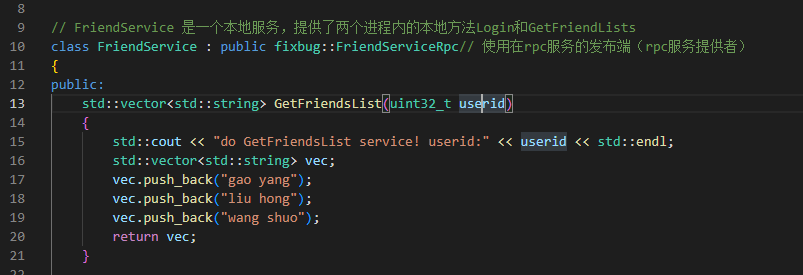 8
9 // FriendService 是一个本地服务，提供了两个进程内的本地方法Login和GetFriendLists
10 class FriendService : public fixbug::FriendServiceRpc// 使用在rpc服务的发布端（rpc服务提供者）
11 {
12 public:
13 std::vector<std::string> GetFriendsList(uint32_t userid)
14 {
15 std::cout << "do GetFriendsList service! userid:" << userid << std::endl;
16 std::vector<std::string> vec;
17 vec.push_back("gao yang");
18 vec.push_back("liu hong");
19 vec.push_back("wang shuo");
20 return vec;
21 }